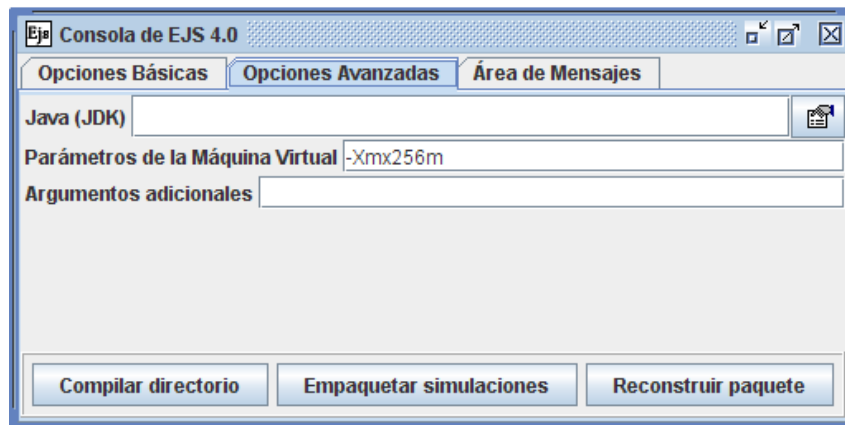 Ejs Consola de EJS 4.0
Opciones Básicas Opciones Avanzadas Área de Mensajes
Java (JDK)
Parámetros de la Máquina Virtual -Xmx256m
Argumentos adicionales
Compilar directorio Empaquetar simulaciones Reconstruir paquete